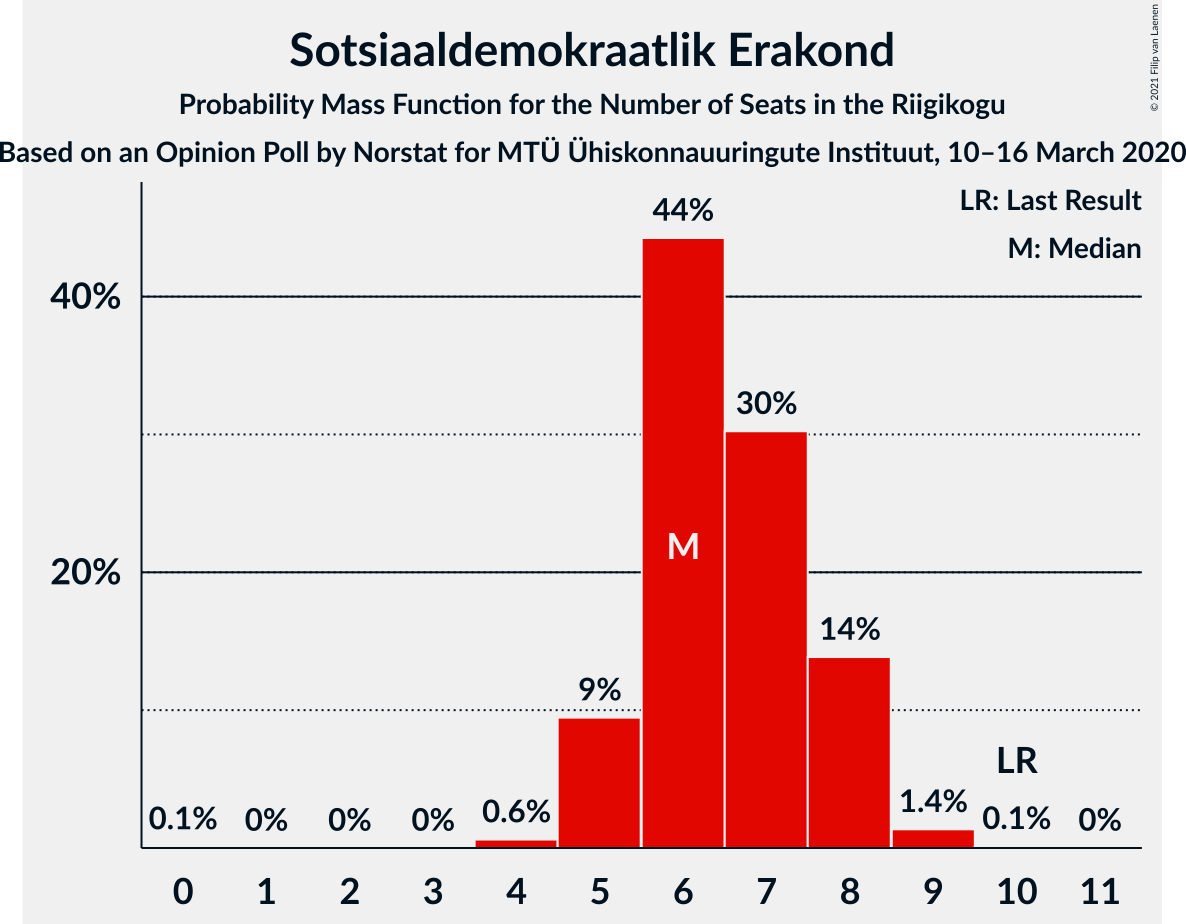 Sotsiaaldemokraatlik Erakond
Probability Mass Function for the Number of Seats in the Riigikogu
Based on an Opinion Poll by Norstat for MTÜ Ühiskonnauuringute Instituut, 10–16 March 2020
© 2021 Filip van Laenen
LR: Last Result
M: Median
44%
40%
30%
M
20%
14%
9%
LR
0.1% 0% 0% 0% 0.6% 1.4% 0.1% 0%
0 1 2 3 4 5 6 7 8 9 10 11